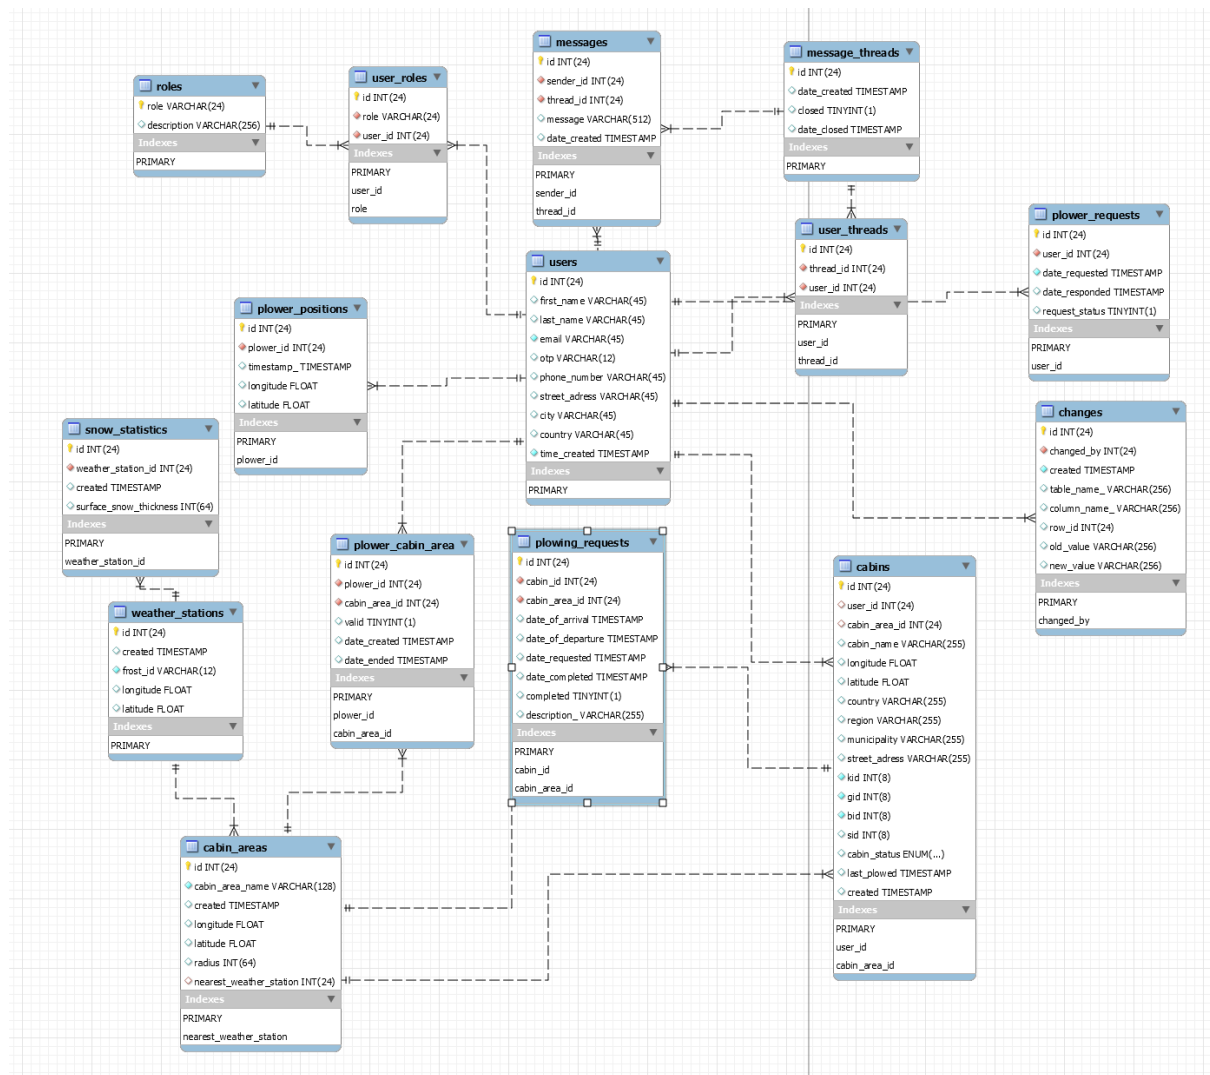 roles
role VARCHAR(24)
description VARCHAR(256)
Indexes
PRIMARY
user_roles
id INT(24)
role VARCHAR(24)
user_id INT(24)
Indexes
PRIMARY
user_id
role
messages
id INT(24)
sender_id INT(24)
thread_id INT(24)
message VARCHAR(512)
date_created TIMESTAMP
Indexes
PRIMARY
sender_id
thread_id
message_threads
id INT(24)
date_created TIMESTAMP
closed TINYINT(1)
date_closed TIMESTAMP
Indexes
PRIMARY
user_threads
id INT(24)
thread_id INT(24)
user_id INT(24)
Indexes
PRIMARY
user_id
thread_id
plower_requests
id INT(24)
user_id INT(24)
date_requested TIMESTAMP
date_responded TIMESTAMP
request_status TINYINT(1)
Indexes
PRIMARY
user_id
users
id INT(24)
first_name VARCHAR(45)
last_name VARCHAR(45)
email VARCHAR(45)
otp VARCHAR(12)
phone_number VARCHAR(45)
street_adress VARCHAR(45)
city VARCHAR(45)
country VARCHAR(45)
time_created TIMESTAMP
Indexes
PRIMARY
plower_positions
id INT(24)
plower_id INT(24)
timestamp_ TIMESTAMP
longitude FLOAT
latitude FLOAT
Indexes
PRIMARY
plower_id
snow_statistics
id INT(24)
weather_station_id INT(24)
created TIMESTAMP
surface_snow_thickness INT(64)
Indexes
PRIMARY
weather_station_id
changes
id INT(24)
changed_by INT(24)
created TIMESTAMP
table_name_ VARCHAR(256)
column_name_ VARCHAR(256)
row_id INT(24)
old_value VARCHAR(256)
new_value VARCHAR(256)
Indexes
PRIMARY
changed_by
plower_cabin_area
id INT(24)
plower_id INT(24)
cabin_area_id INT(24)
valid TINYINT(1)
date_created TIMESTAMP
date_ended TIMESTAMP
Indexes
PRIMARY
plower_id
cabin_area_id
plowing_requests
id INT(24)
cabin_id INT(24)
cabin_area_id INT(24)
date_of_arrival TIMESTAMP
date_of_departure TIMESTAMP
date_requested TIMESTAMP
date_completed TIMESTAMP
completed TINYINT(1)
description_ VARCHAR(255)
Indexes
PRIMARY
cabin_id
cabin_area_id
cabins
id INT(24)
user_id INT(24)
cabin_area_id INT(24)
cabin_name VARCHAR(255)
longitude FLOAT
latitude FLOAT
country VARCHAR(255)
region VARCHAR(255)
municipality VARCHAR(255)
street_adress VARCHAR(255)
kid INT(8)
gid INT(8)
bid INT(8)
sid INT(8)
cabin_status ENUM(...)
last_plowed TIMESTAMP
created TIMESTAMP
Indexes
PRIMARY
user_id
cabin_area_id
weather_stations
id INT(24)
created TIMESTAMP
frost_id VARCHAR(12)
longitude FLOAT
latitude FLOAT
Indexes
PRIMARY
cabin_areas
id INT(24)
cabin_area_name VARCHAR(128)
created TIMESTAMP
longitude FLOAT
latitude FLOAT
radius INT(64)
nearest_weather_station INT(24)
Indexes
PRIMARY
nearest_weather_station